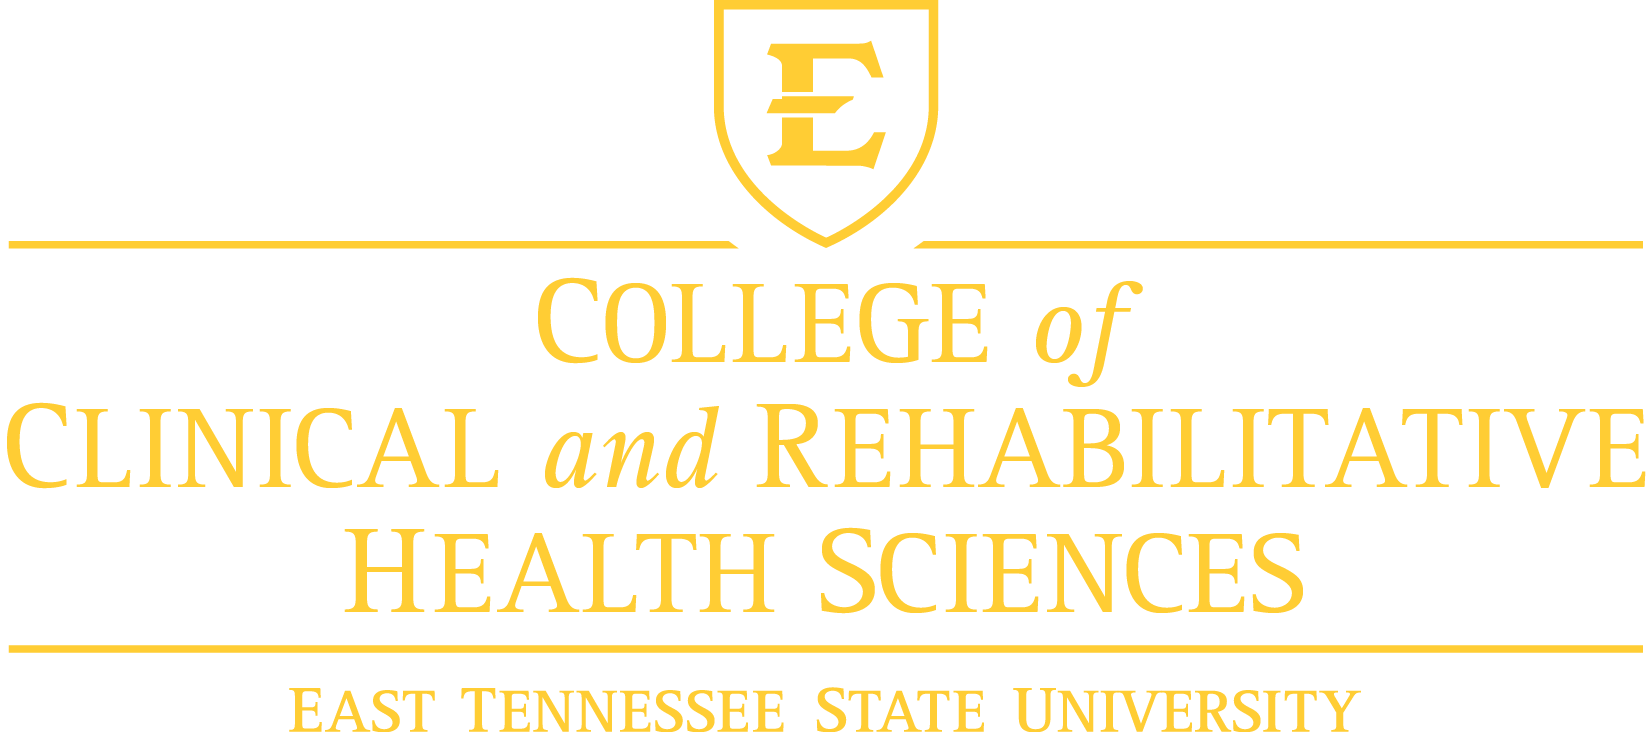 E
COLLEGE of
CLINICAL and REHABILITATIVE
HEALTH SCIENCES
EAST TENNESSEE STATE UNIVERSITY